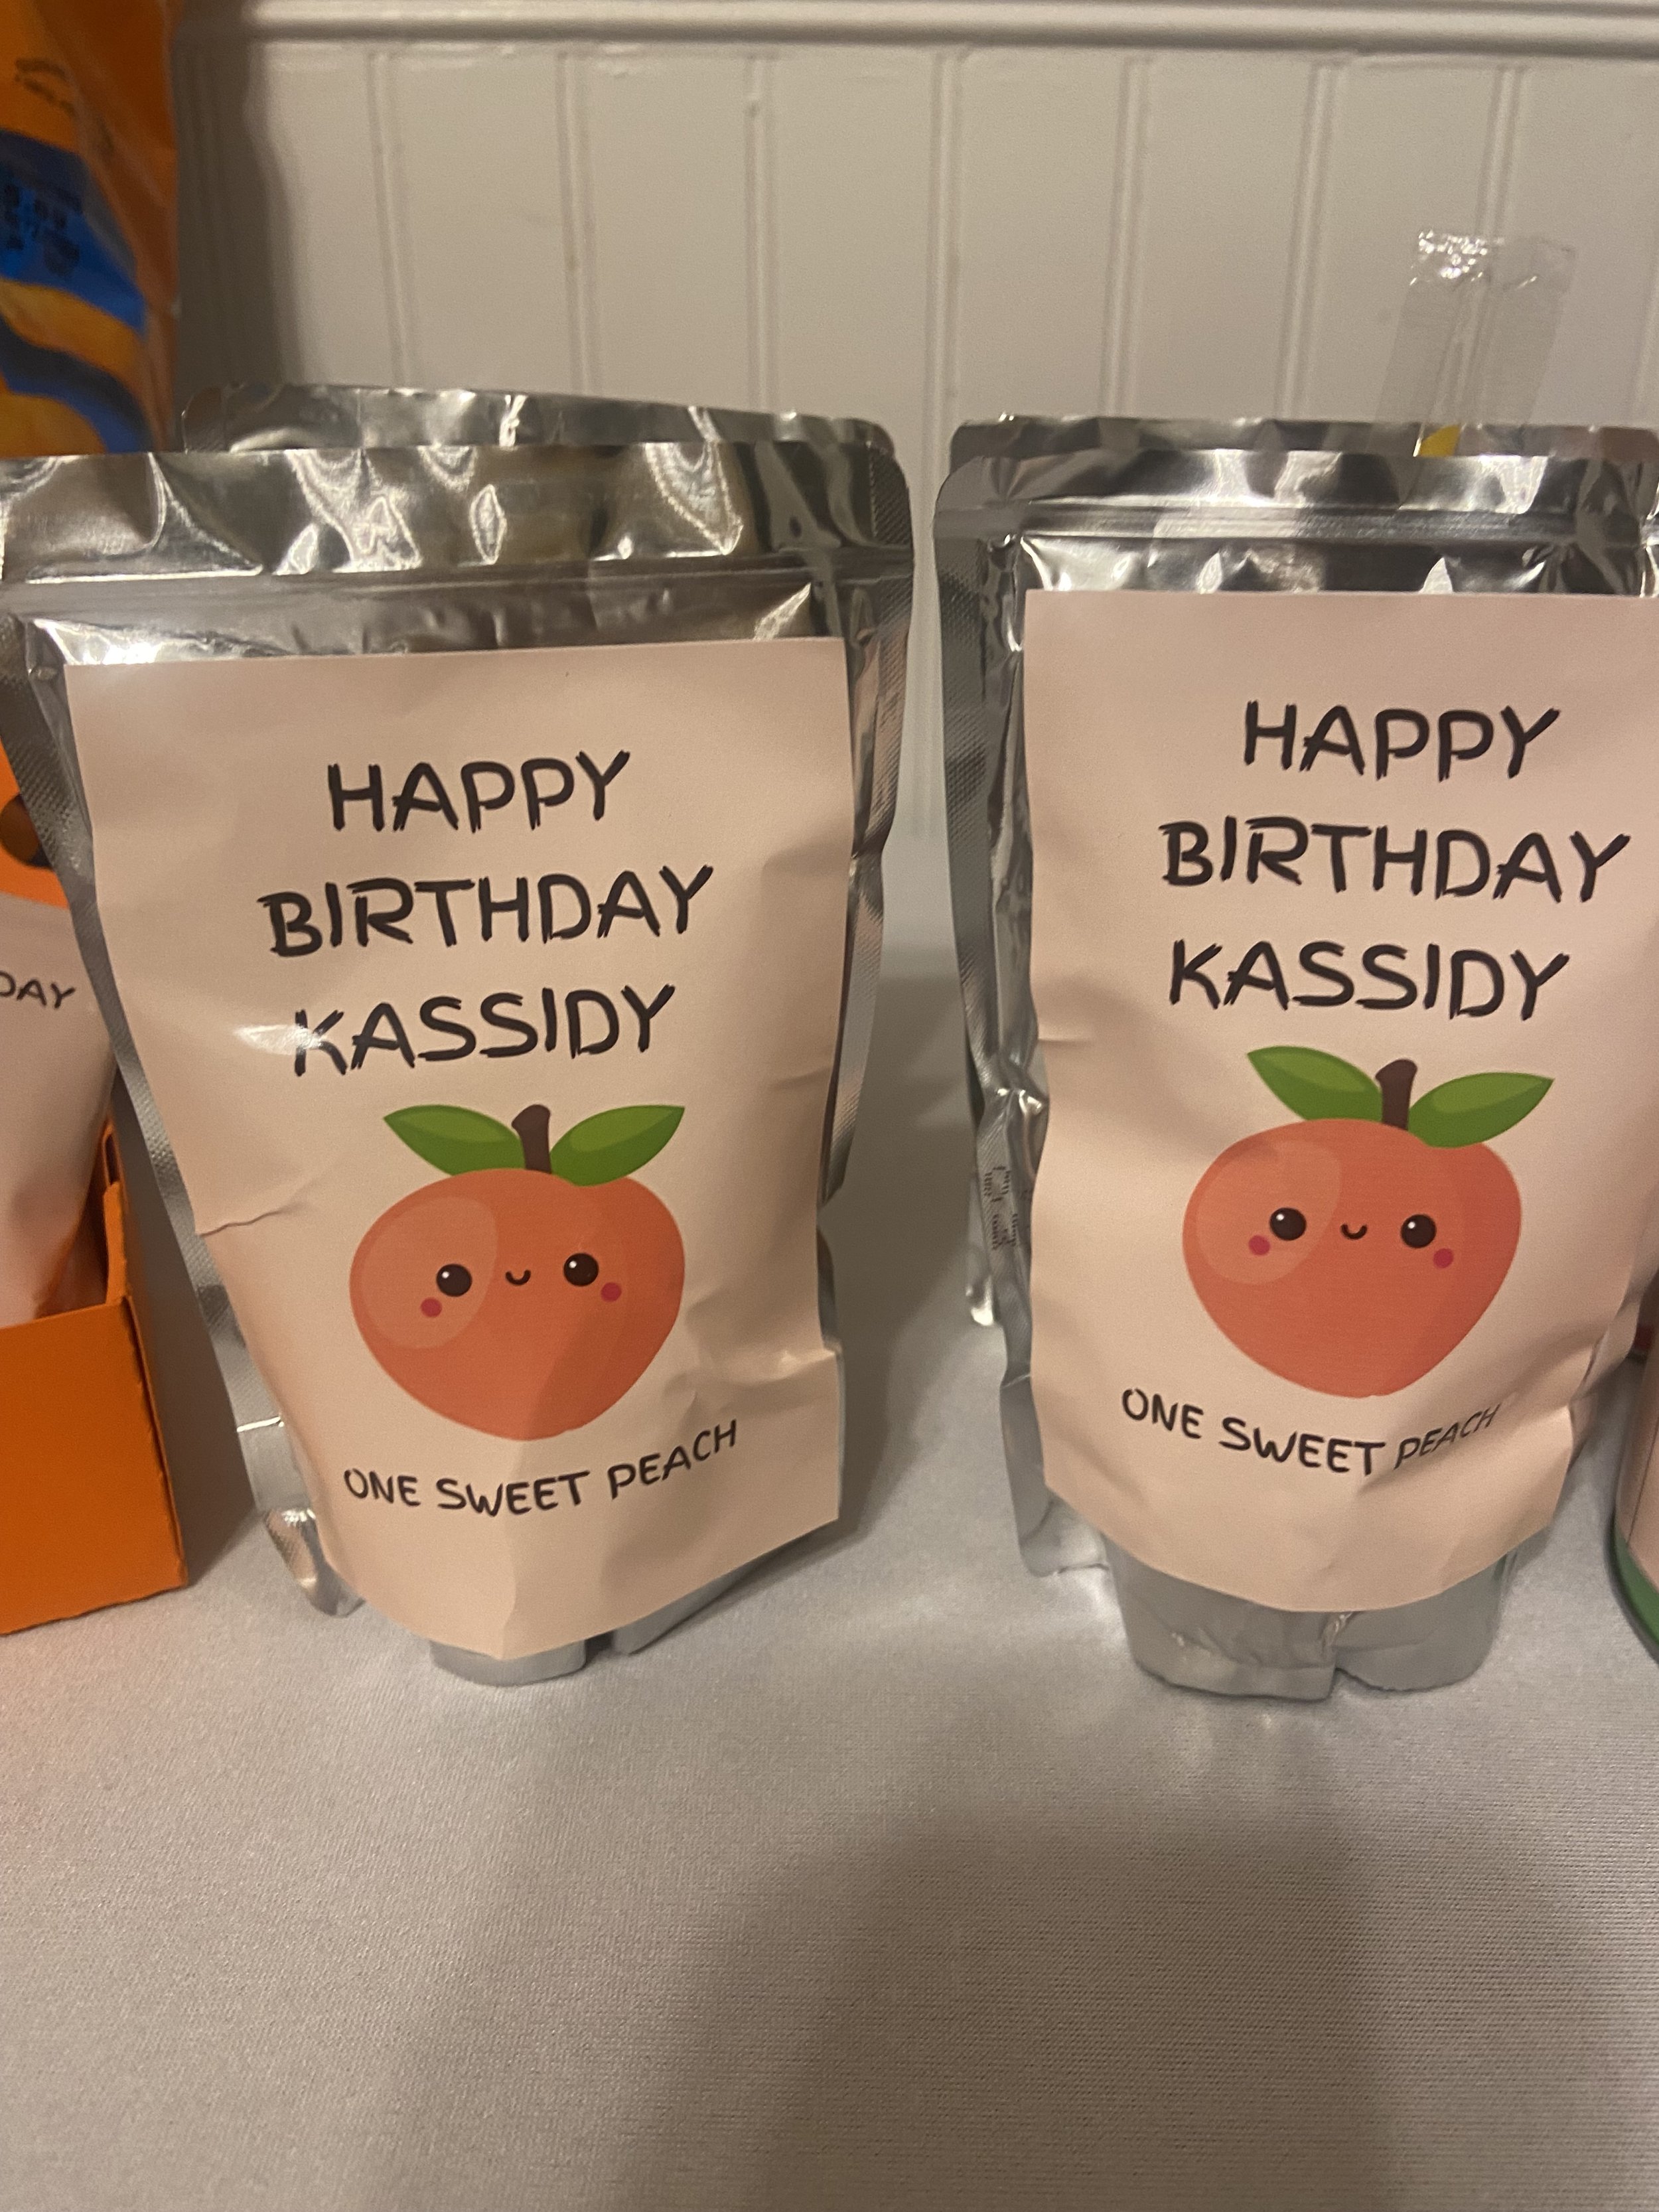 HAPPY
BIRTHDAY
KASSIDY
ONE SWEET PEACH
HAPPY
BIRTHDAY
KASSIDY
ONE SWEET PEACH